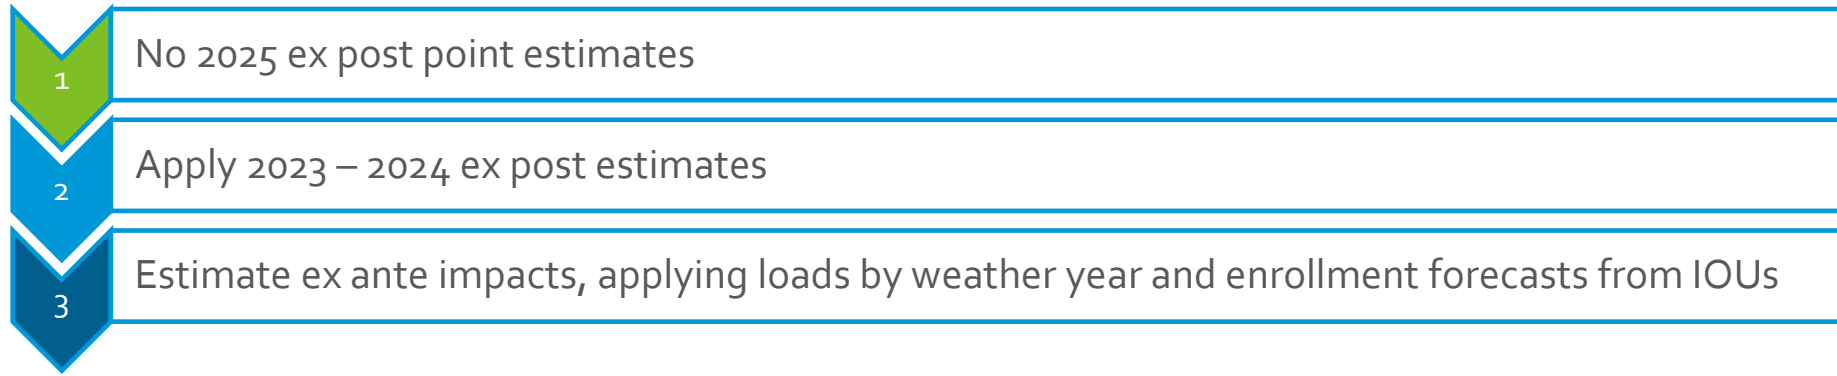 1
No 2025 ex post point estimates
2
Apply 2023 – 2024 ex post estimates
3
Estimate ex ante impacts, applying loads by weather year and enrollment forecasts from IOUs